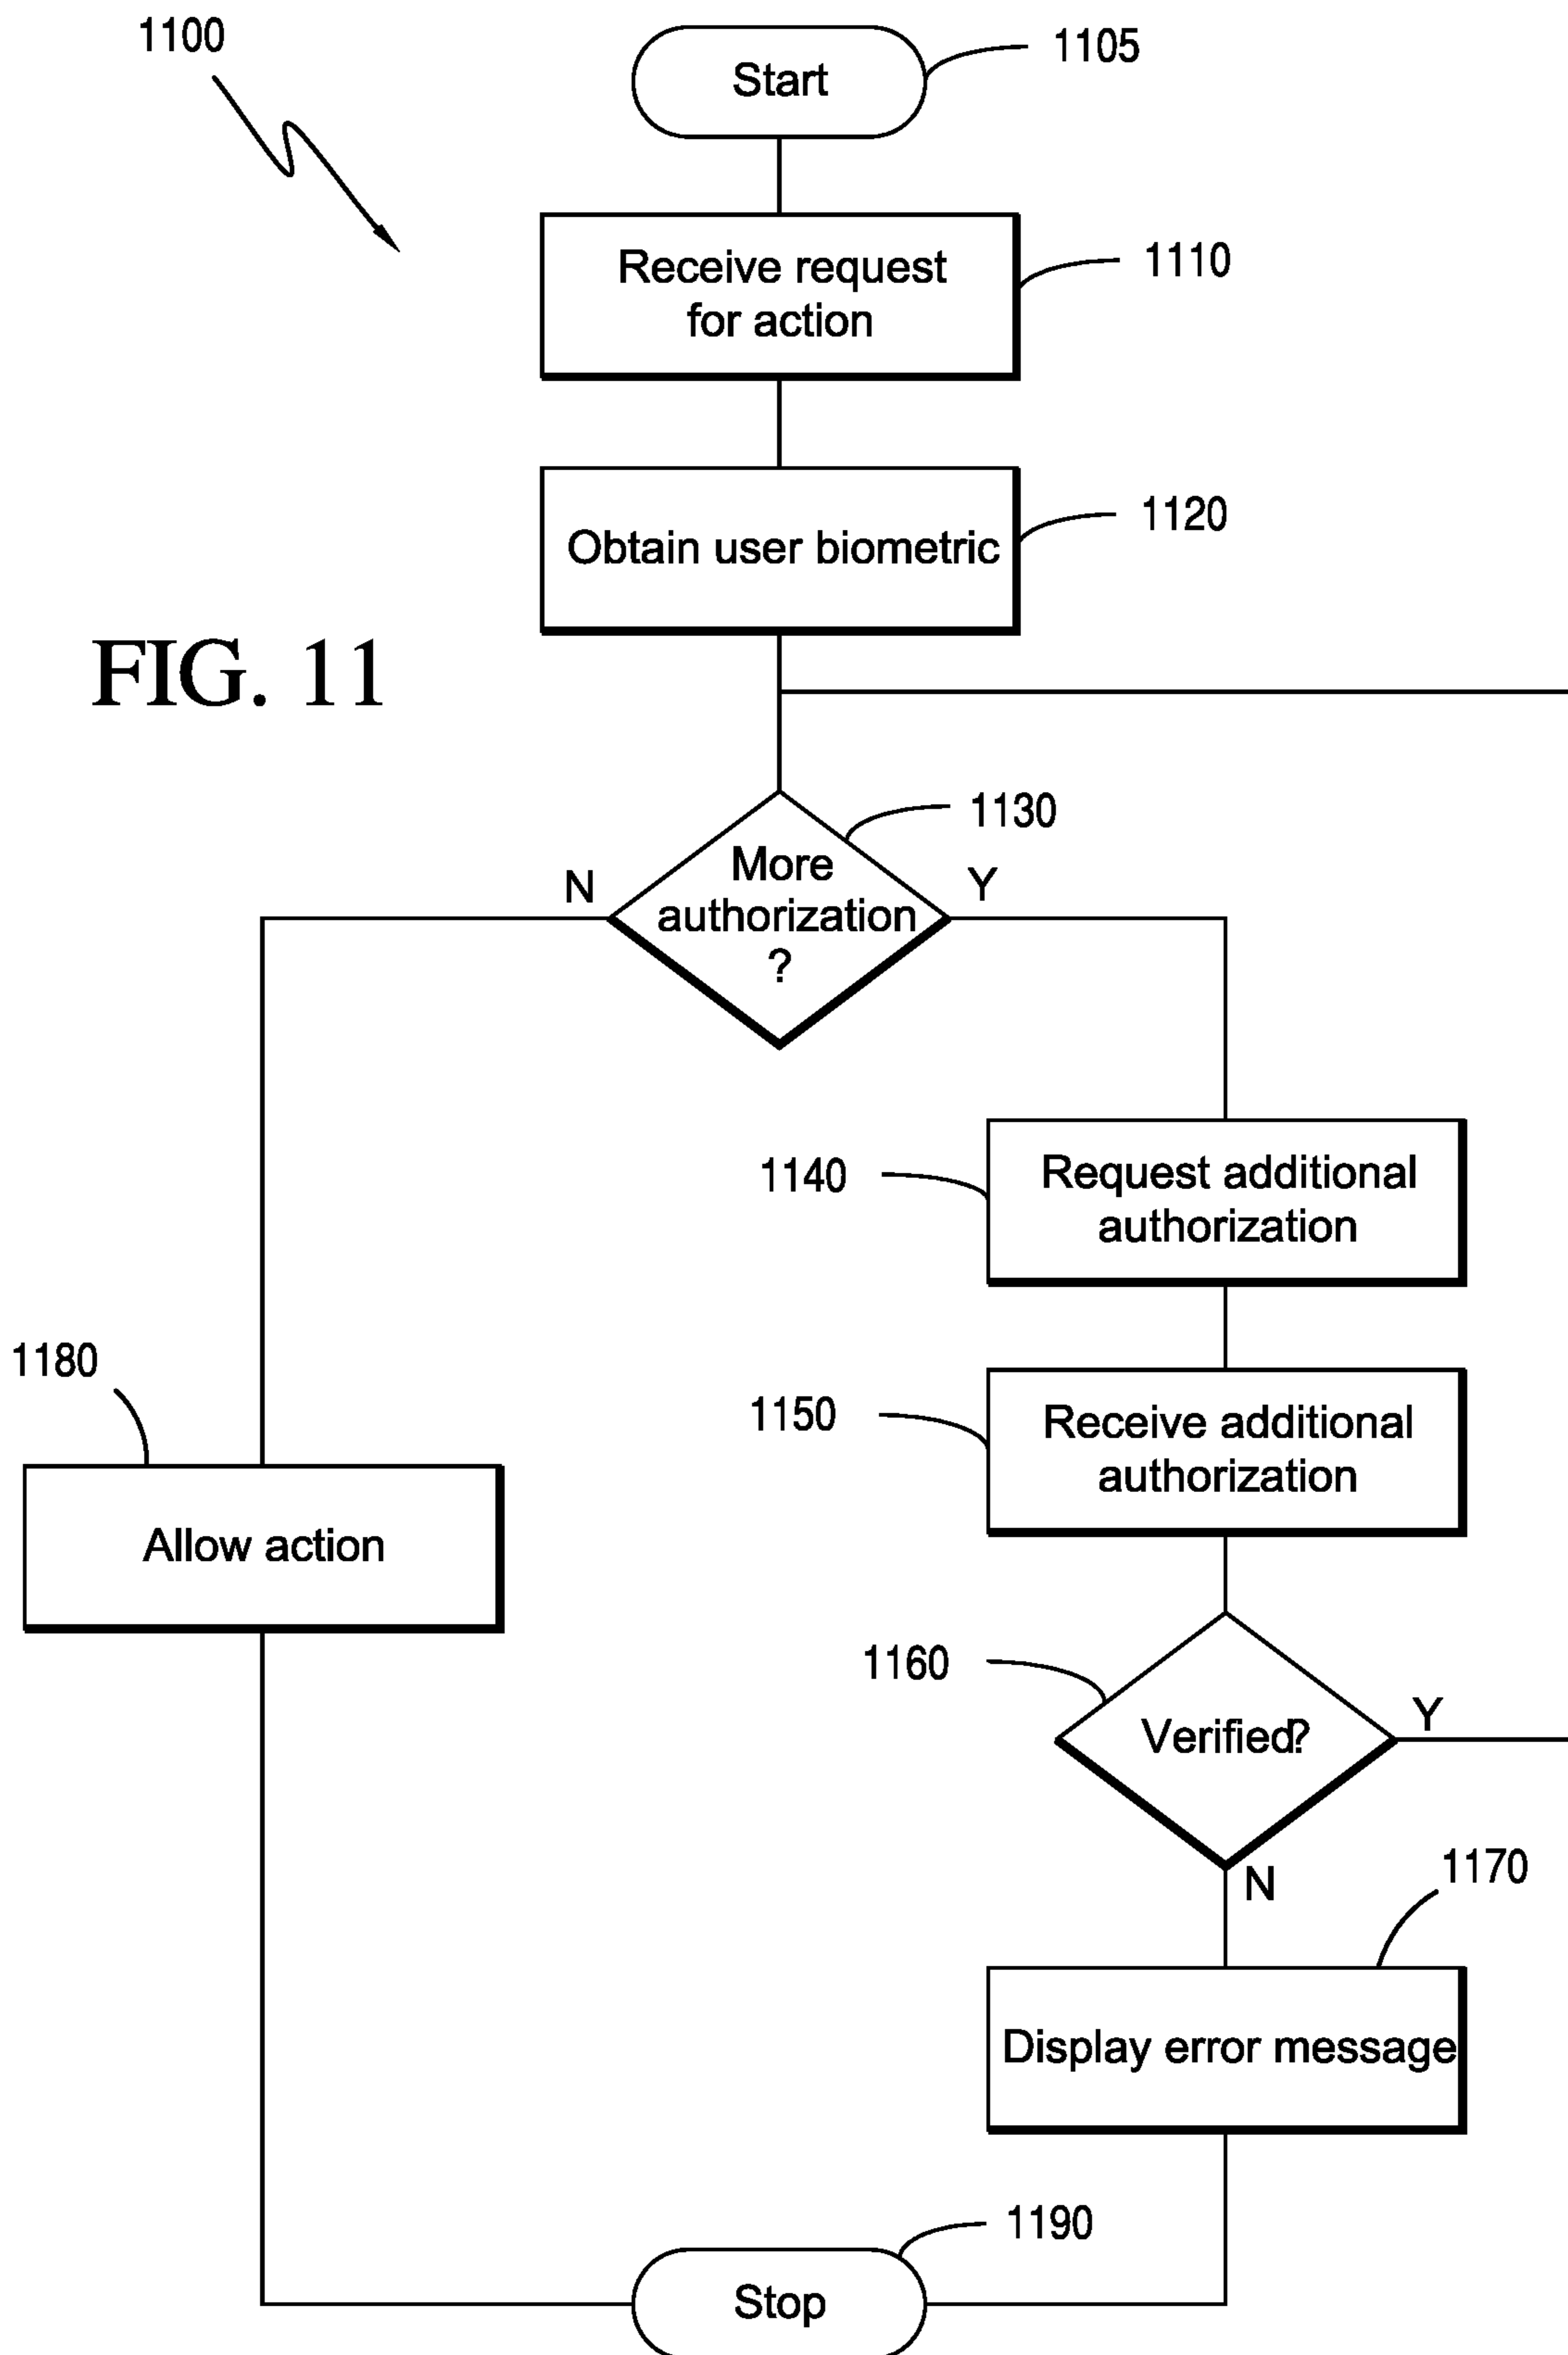 1100
Start
1105
Receive request
for action
1110
Obtain user biometric
1120
FIG. 11
1130
More
authorization
?
N
Y
1140
Request additional
authorization
1180
Allow action
1150
Receive additional
authorization
1160
Verified?
Y
N
1170
Display error message
1190
Stop